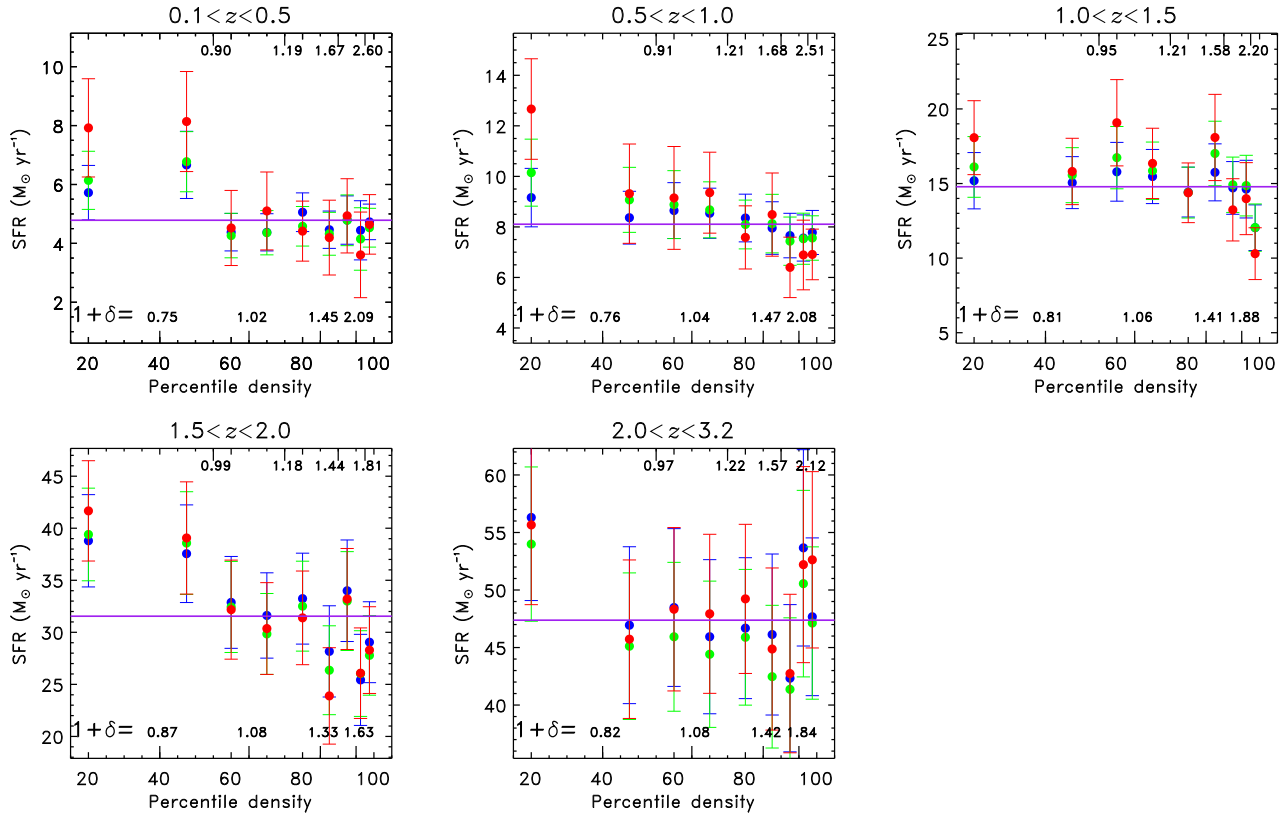 0.1<z<0.5
0.90 1.19 1.67 2.60
10
8
6
4
2
SFR (M⊙ yr⁻¹)
1+δ= 0.75 1.02 1.45 2.09
20 40 60 80 100
Percentile density
0.5<z<1.0
0.91 1.21 1.68 2.51
14
12
10
8
6
4
SFR (M⊙ yr⁻¹)
1+δ= 0.76 1.04 1.47 2.08
20 40 60 80 100
Percentile density
1.0<z<1.5
0.95 1.21 1.58 2.20
25
20
15
10
5
SFR (M⊙ yr⁻¹)
1+δ= 0.81 1.06 1.41 1.88
20 40 60 80 100
Percentile density
1.5<z<2.0
0.99 1.18 1.44 1.81
45
40
35
30
25
20
SFR (M⊙ yr⁻¹)
1+δ= 0.87 1.08 1.33 1.63
20 40 60 80 100
Percentile density
2.0<z<3.2
0.97 1.22 1.57 2.12
60
55
50
45
40
SFR (M⊙ yr⁻¹)
1+δ= 0.82 1.08 1.42 1.84
20 40 60 80 100
Percentile density